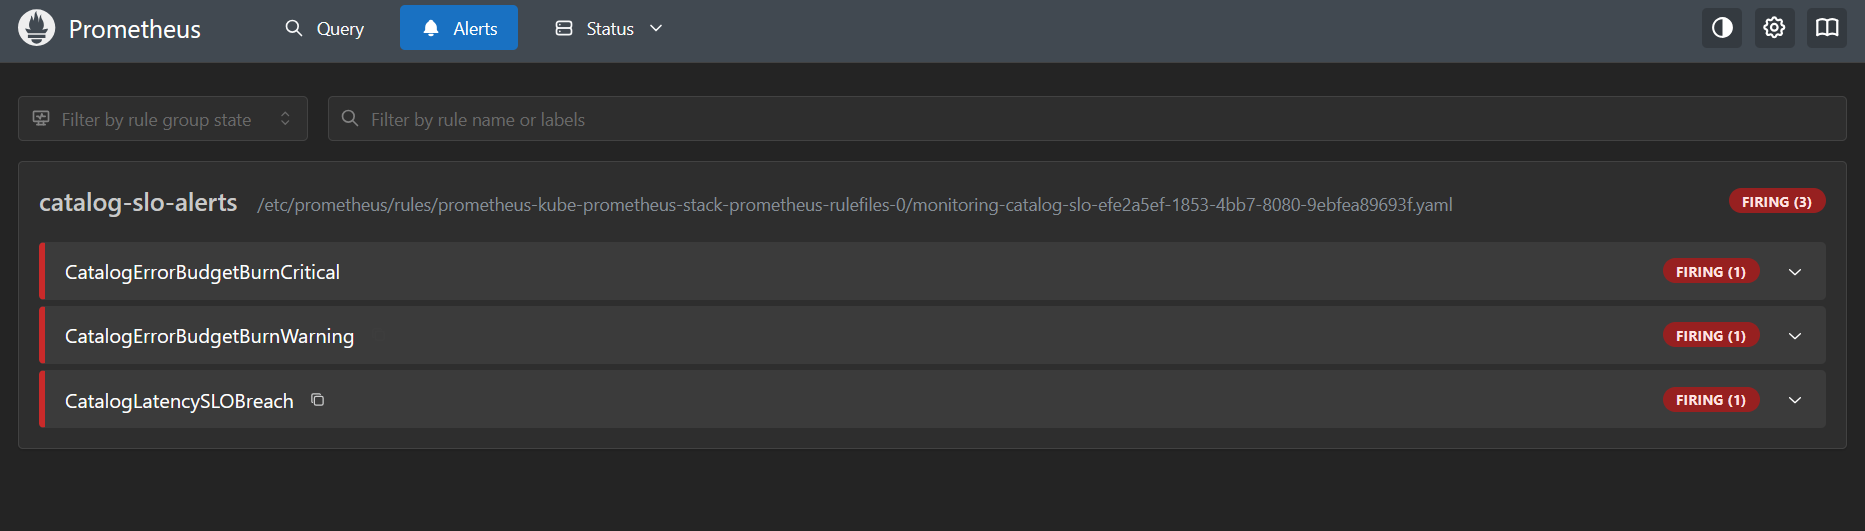 Prometheus Query Alerts Status
Filter by rule group state Filter by rule name or labels
catalog-slo-alerts /etc/prometheus/rules/prometheus-kube-prometheus-stack-prometheus-rulefiles-0/monitoring-catalog-slo-efe2a5ef-1853-4bb7-8080-9ebfea89693f.yaml FIRING (3)
CatalogErrorBudgetBurnCritical FIRING (1)
CatalogErrorBudgetBurnWarning FIRING (1)
CatalogLatencySLOBreach FIRING (1)